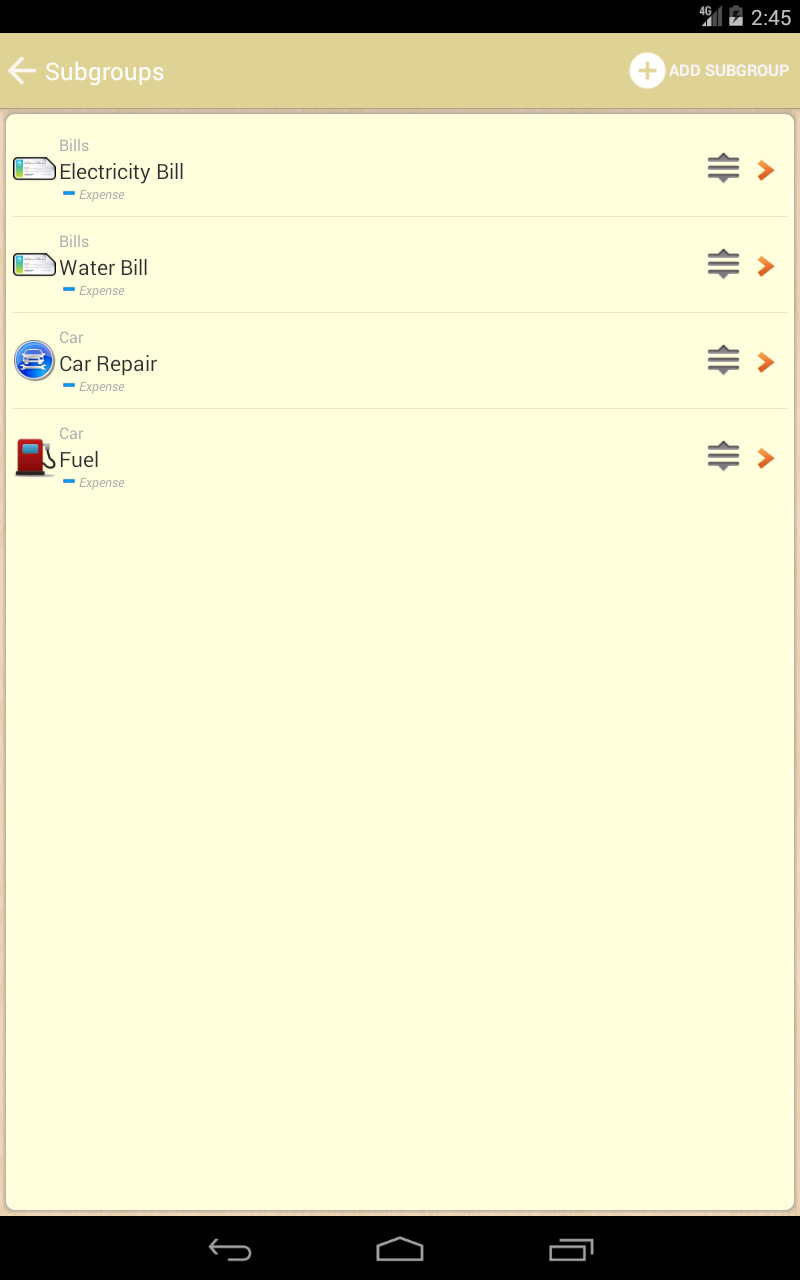 4G 2:45
Subgroups
ADD SUBGROUP
Bills
Electricity Bill
Expense
Bills
Water Bill
Expense
Car
Car Repair
Expense
Car
Fuel
Expense